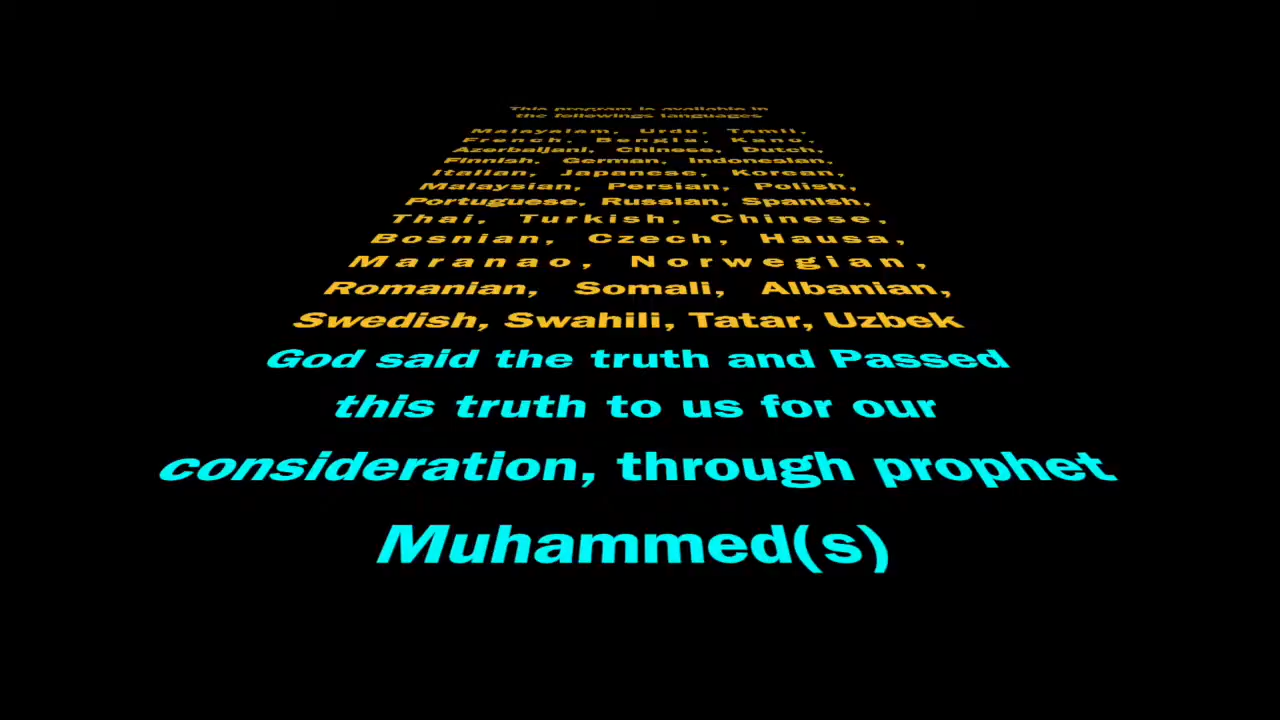 This program is available in
the followings languages
Malayalam, Urdu, Tamil,
French, Bengla, Kano,
Azerbaijani, Chinese, Dutch,
Finnish, German, Indonesian,
Italian, Japanese, Korean,
Malaysian, Persian, Polish,
Portuguese, Russian, Spanish,
Thai, Turkish, Chinese,
Bosnian, Czech, Hausa,
Maranao, Norwegian,
Romanian, Somali, Albanian,
Swedish, Swahili, Tatar, Uzbek
God said the truth and Passed
this truth to us for our
consideration, through prophet
Muhammed(s)